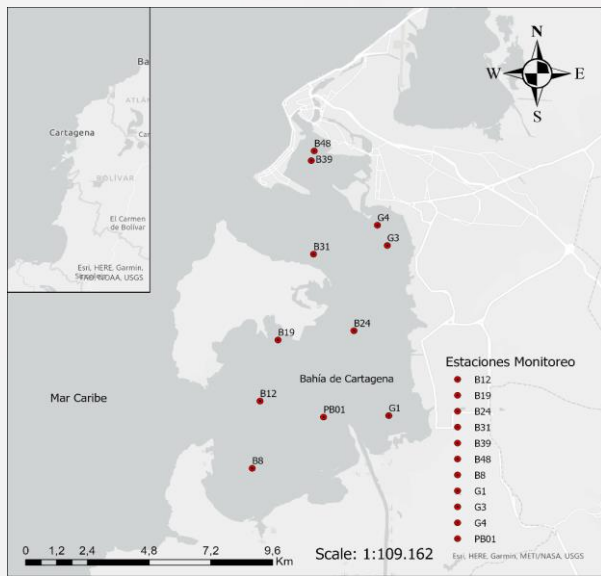 Ba
ATLÁ
Cartagena
Ca
BOLÍVAR
El Carmen
de Bolívar
Esri, HERE, Garmin,
FAO, NOAA, USGS
N
W E
S
B48
B39
G4
G3
B31
B24
B19
Bahía de Cartagena
Mar Caribe
B12
PB01
G1
B8
Estaciones Monitoreo
B12
B19
B24
B31
B39
B48
B8
G1
G3
G4
PB01
0 1,2 2,4 4,8 7,2 9,6
Km
Scale: 1:109.162
Esri, HERE, Garmin, METI/NASA, USGS